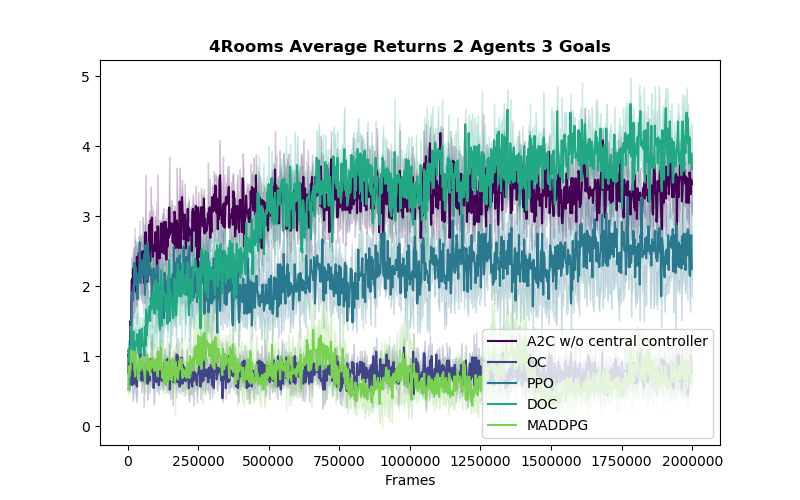 4Rooms Average Returns 2 Agents 3 Goals
5
4
3
2
1
0
A2C w/o central controller
OC
PPO
DOC
MADDPG
0 250000 500000 750000 1000000 1250000 1500000 1750000 2000000
Frames